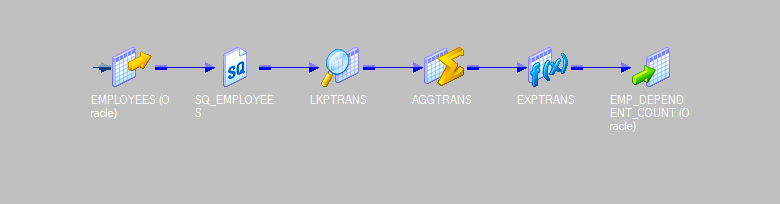 SQ
f(x)
EMPLOYEES (O
racle)
SQ_EMPLOYEE
S
LKPTRANS
AGGTRANS
EXPTRANS
EMP_DEPEND
ENT_COUNT (O
racle)